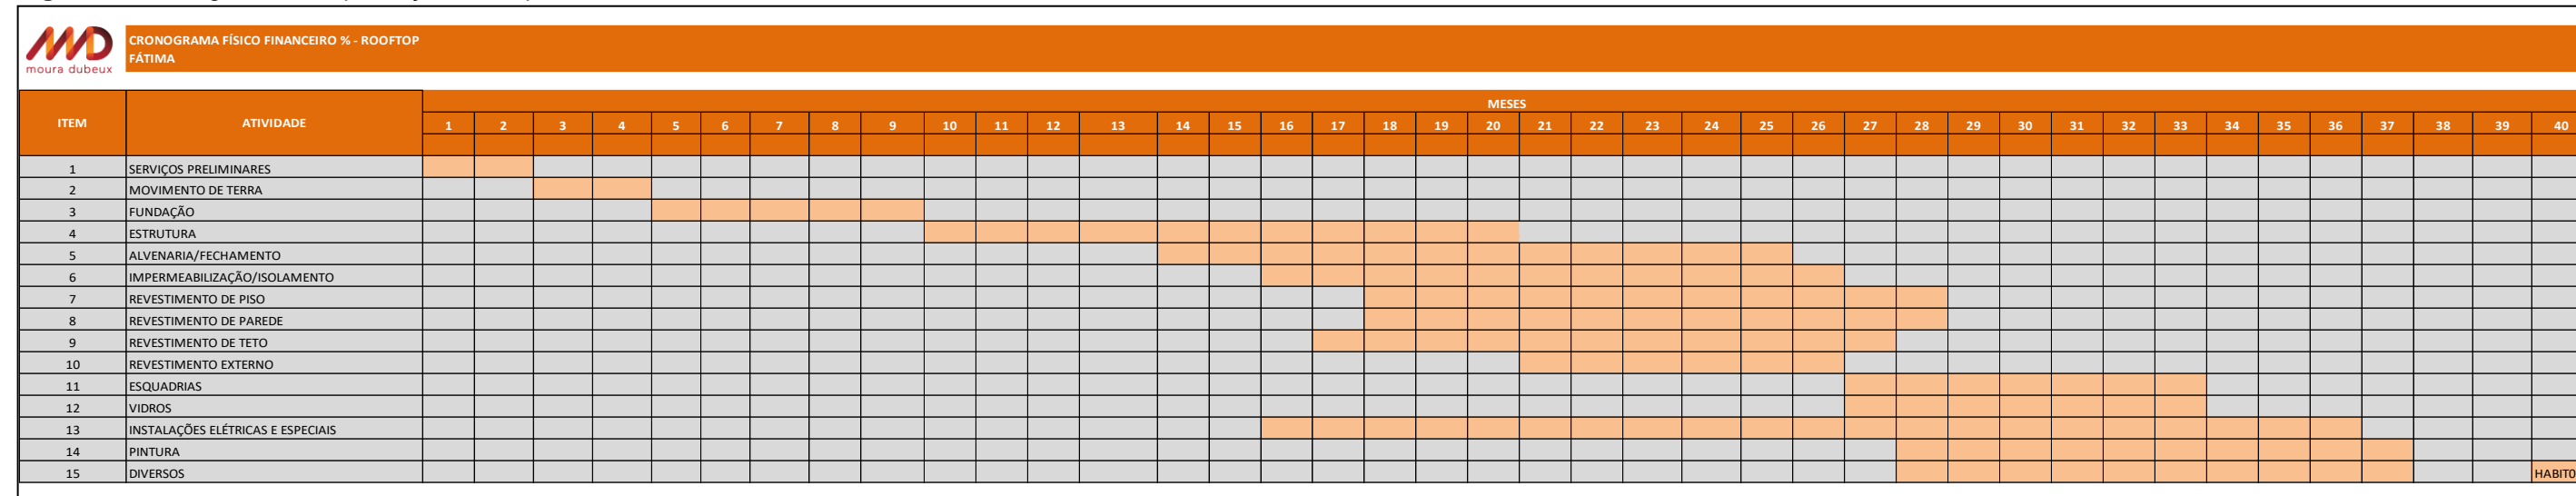 moura dubeux
CRONOGRAMA FÍSICO FINANCEIRO % - ROOFTOP
FÁTIMA
ITEM ATIVIDADE MESES
1 2 3 4 5 6 7 8 9 10 11 12 13 14 15 16 17 18 19 20 21 22 23 24 25 26 27 28 29 30 31 32 33 34 35 36 37 38 39 40
1 SERVIÇOS PRELIMINARES
2 MOVIMENTO DE TERRA
3 FUNDAÇÃO
4 ESTRUTURA
5 ALVENARIA/FECHAMENTO
6 IMPERMEABILIZAÇÃO/ISOLAMENTO
7 REVESTIMENTO DE PISO
8 REVESTIMENTO DE PAREDE
9 REVESTIMENTO DE TETO
10 REVESTIMENTO EXTERNO
11 ESQUADRIAS
12 VIDROS
13 INSTALAÇÕES ELÉTRICAS E ESPECIAIS
14 PINTURA
15 DIVERSOS HABIT0